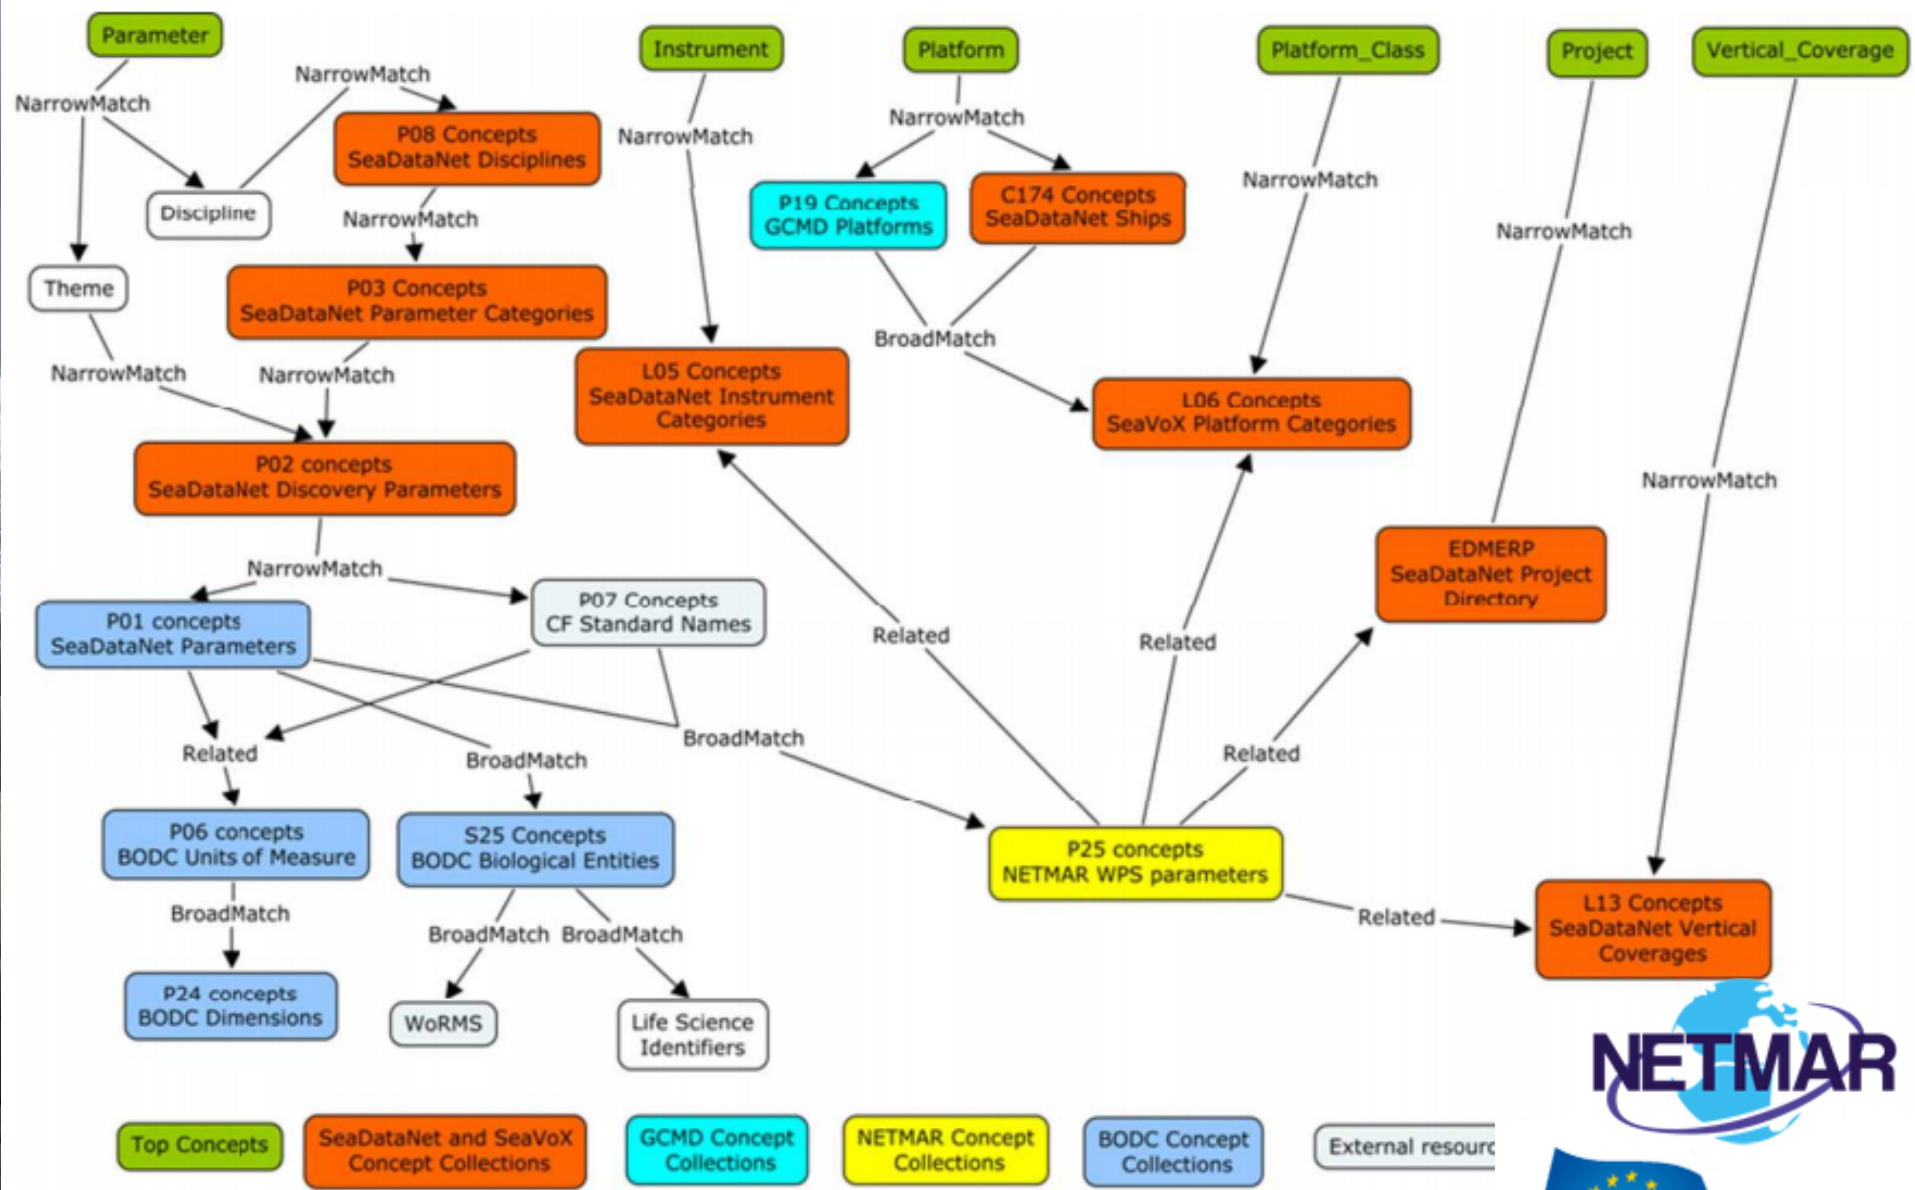 Parameter
Instrument
Platform
Platform_Class
Project
Vertical_Coverage
NarrowMatch
NarrowMatch
NarrowMatch
NarrowMatch
P08 Concepts
SeaDataNet Disciplines
NarrowMatch
NarrowMatch
Discipline
P19 Concepts
GCMD Platforms
C174 Concepts
SeaDataNet Ships
NarrowMatch
NarrowMatch
Theme
P03 Concepts
SeaDataNet Parameter Categories
BroadMatch
NarrowMatch
NarrowMatch
L05 Concepts
SeaDataNet Instrument
Categories
L06 Concepts
SeaVoX Platform Categories
P02 concepts
SeaDataNet Discovery Parameters
NarrowMatch
NarrowMatch
EDMERP
SeaDataNet Project
Directory
P01 concepts
SeaDataNet Parameters
P07 Concepts
CF Standard Names
Related
Related
Related
BroadMatch
BroadMatch
Related
P06 concepts
BODC Units of Measure
S25 Concepts
BODC Biological Entities
P25 concepts
NETMAR WPS parameters
BroadMatch
BroadMatch
BroadMatch
Related
L13 Concepts
SeaDataNet Vertical
Coverages
P24 concepts
BODC Dimensions
WoRMS
Life Science
Identifiers
NETMAR
Top Concepts
SeaDataNet and SeaVoX
Concept Collections
GCMD Concept
Collections
NETMAR Concept
Collections
BODC Concept
Collections
External resourc